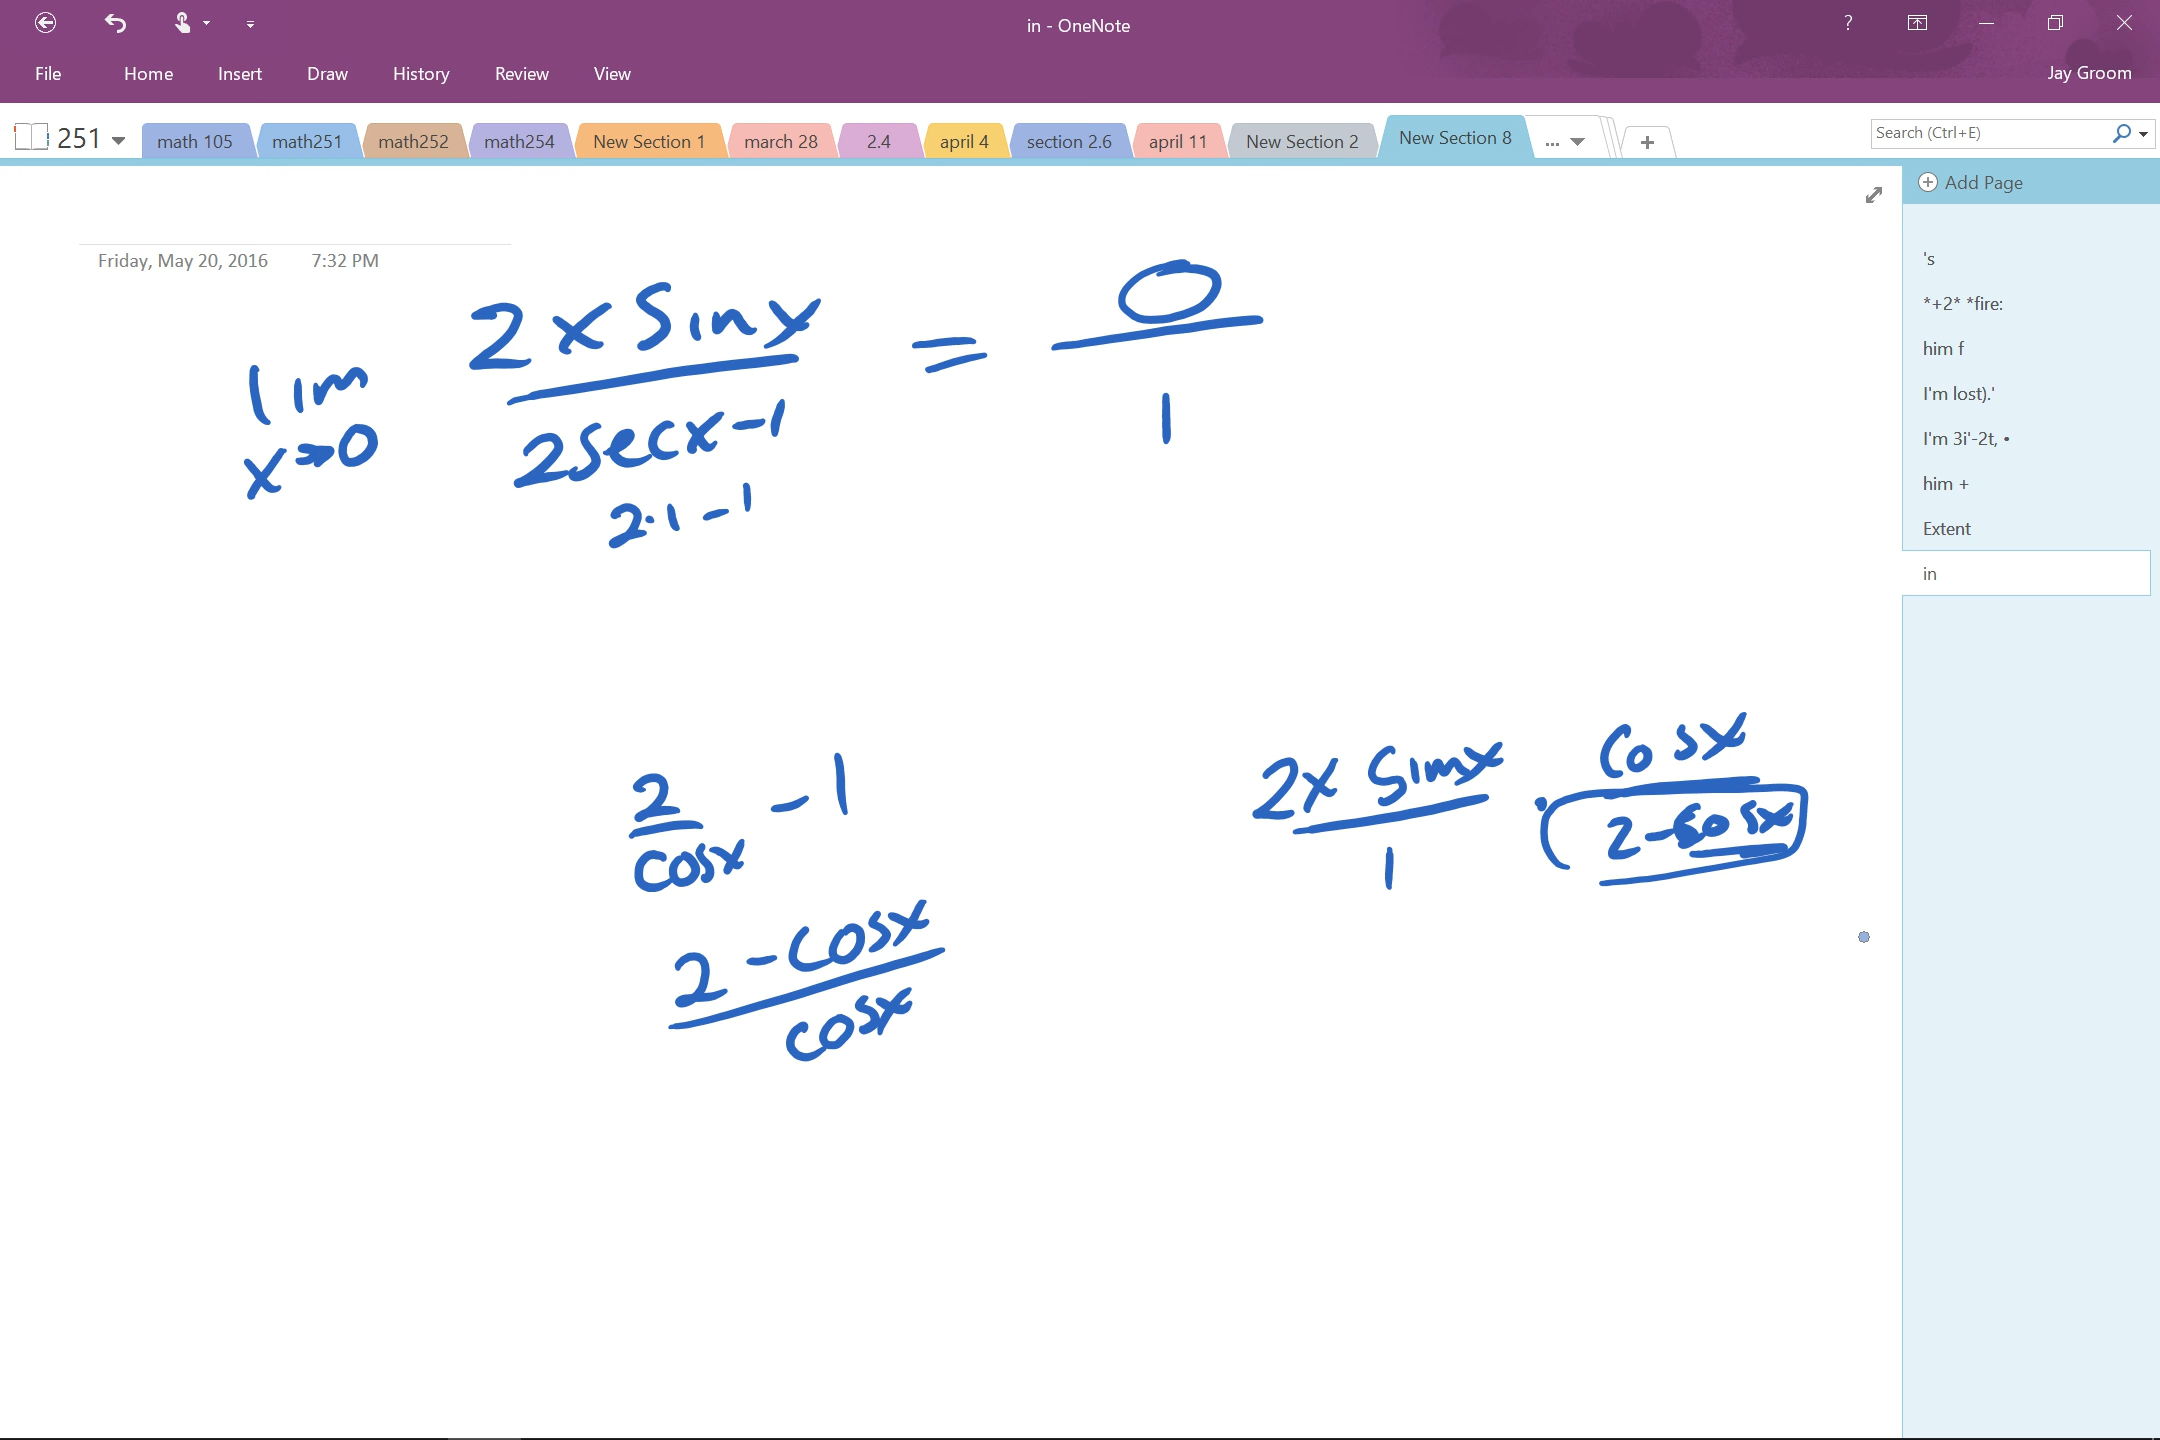 in - OneNote
?
File Home Insert Draw History Review View
Jay Groom
251 math 105 math251 math252 math254 New Section 1 march 28 2.4 april 4 section 2.6 april 11 New Section 2 New Section 8 ... +
Search (Ctrl+E)
Add Page
's
*+2* *fire:
him f
I'm lost).'
I'm 3i'-2t, •
him +
Extent
in
Friday, May 20, 2016 7:32 PM
lim x→0
2x sinx = 0
2secx-1 1
2·1-1
2 - 1
cosx
2-cosx
cosx
2x sinx · cosx
1 2-cosx